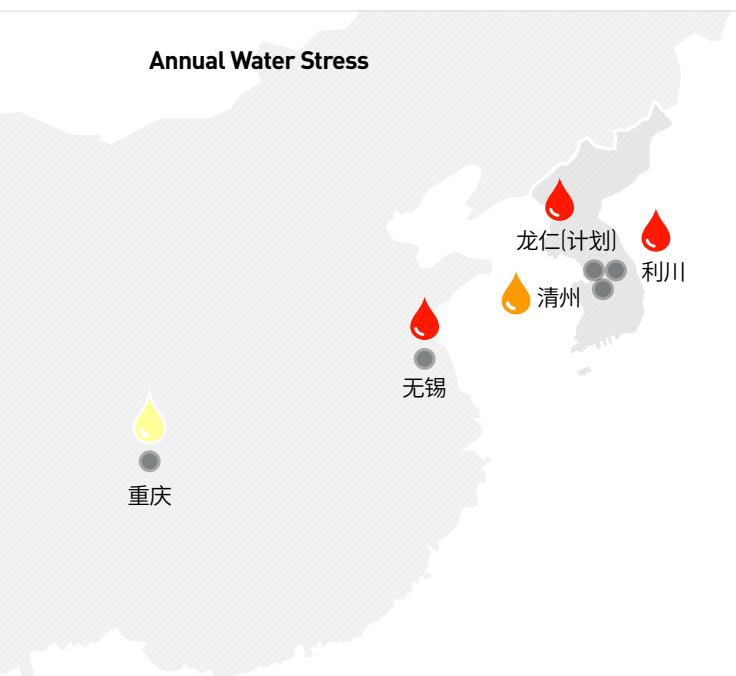 Annual Water Stress
龙仁(计划)
利川
清州
无锡
重庆